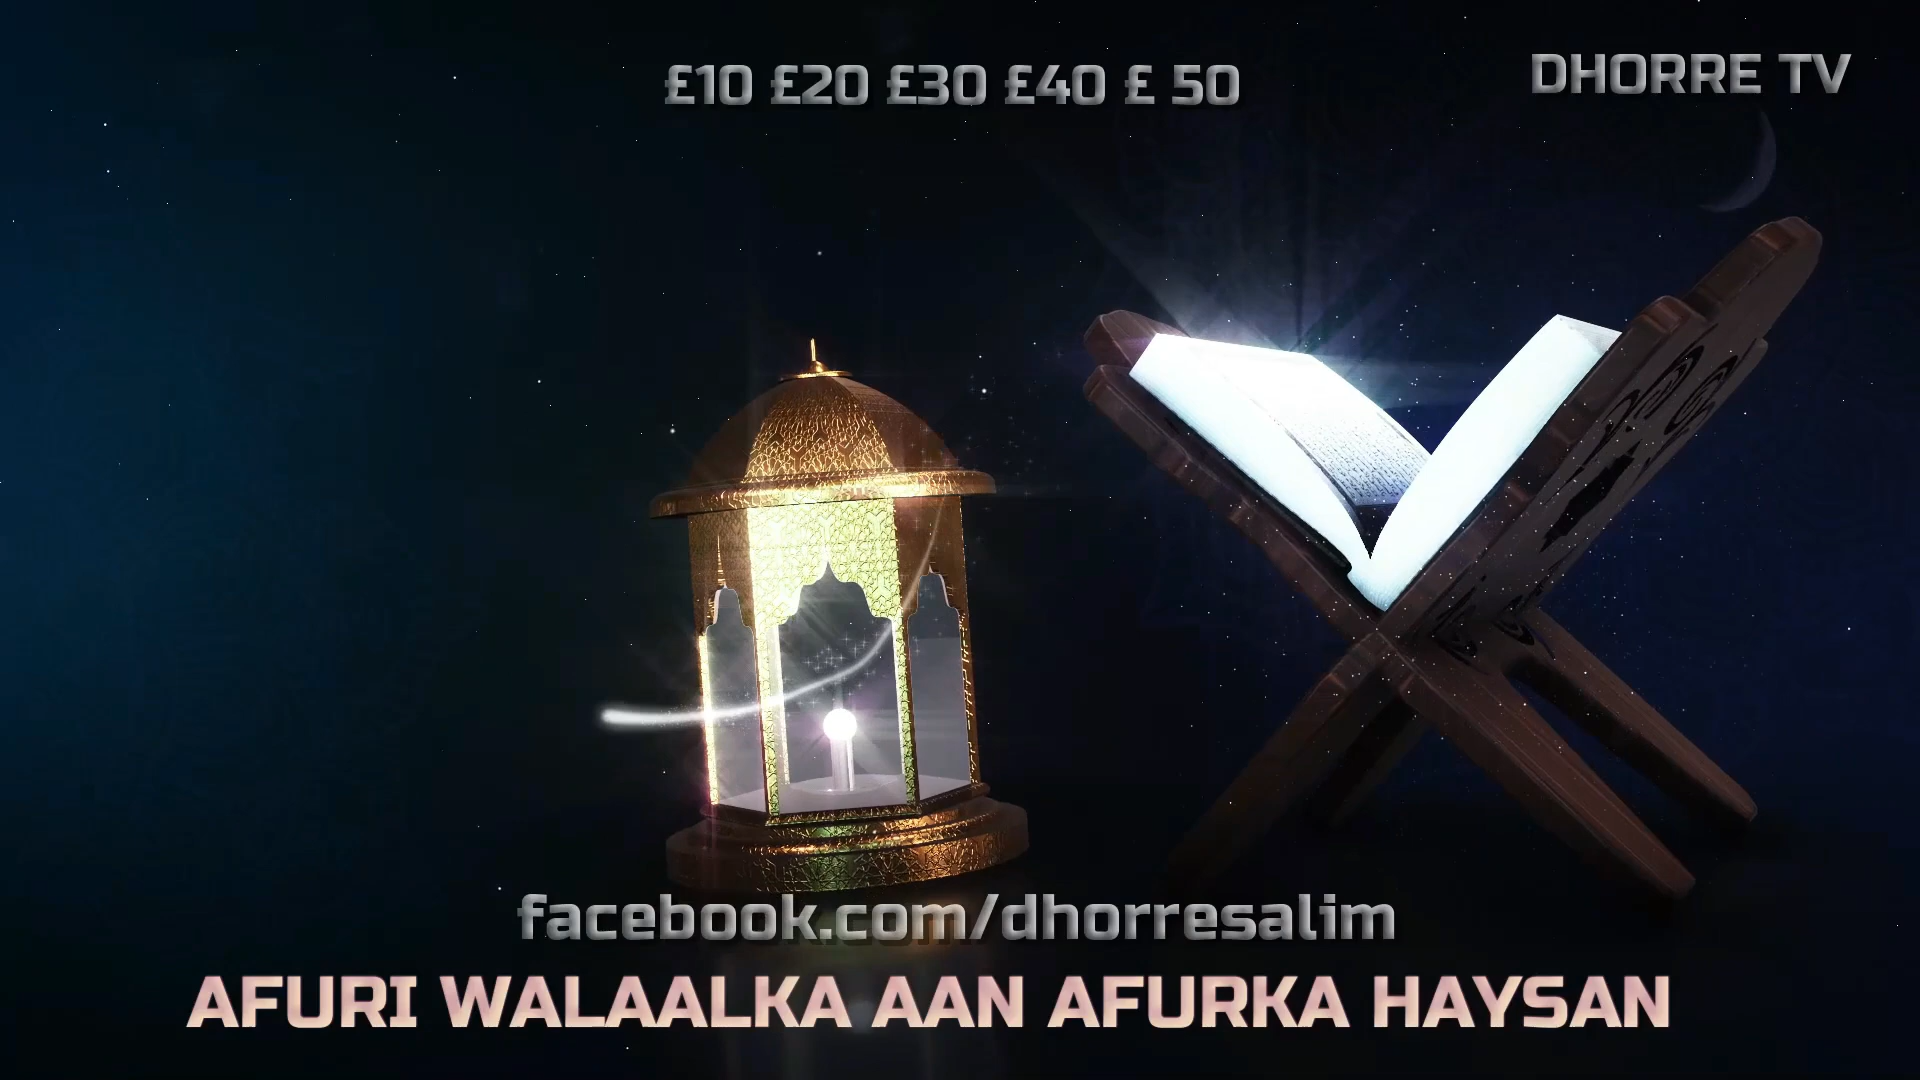 £10 £20 £30 £40 £ 50
DHORRE TV
facebook.com/dhorresalim
AFURI WALAALKA AAN AFURKA HAYSAN